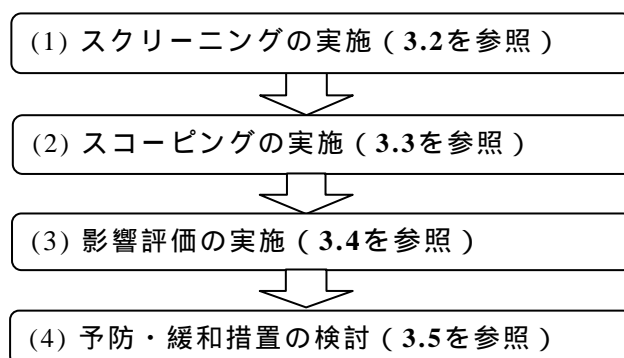 (1) スクリーニングの実施（3.2を参照）
(2) スコーピングの実施（3.3を参照）
(3) 影響評価の実施（3.4を参照）
(4) 予防・緩和措置の検討（3.5を参照）